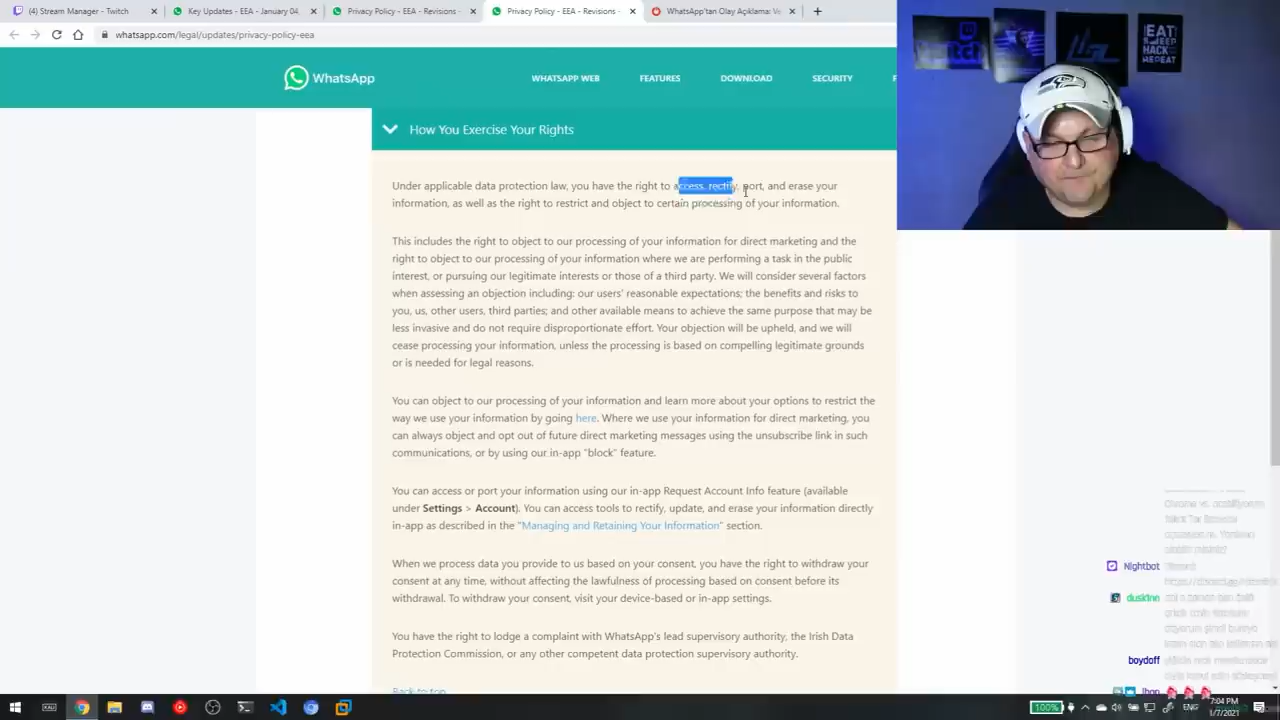 (4) Stream Manager - Twitch
Key Updates - EEA - January 04,
Privacy Policy - EEA - Revisions -
Privacy Policy - EEA - Revisions -
WhatsApp'tan Olay Açıklama: Ve
whatsapp.com/legal/updates/privacy-policy-eea
WhatsApp
WHATSAPP WEB
FEATURES
DOWNLOAD
SECURITY
F
EAT
SLEEP
HACK
REPEAT
How You Exercise Your Rights
Under applicable data protection law, you have the right to access, rectify, port, and erase your
information, as well as the right to restrict and object to certain processing of your information.
This includes the right to object to our processing of your information for direct marketing and the
right to object to our processing of your information where we are performing a task in the public
interest, or pursuing our legitimate interests or those of a third party. We will consider several factors
when assessing an objection including: our users' reasonable expectations; the benefits and risks to
you, us, other users, third parties; and other available means to achieve the same purpose that may be
less invasive and do not require disproportionate effort. Your objection will be upheld, and we will
cease processing your information, unless the processing is based on compelling legitimate grounds
or is needed for legal reasons.
You can object to our processing of your information and learn more about your options to restrict the
way we use your information by going here. Where we use your information for direct marketing, you
can always object and opt out of future direct marketing messages using the unsubscribe link in such
communications, or by using our in-app "block" feature.
You can access or port your information using our in-app Request Account Info feature (available
under Settings > Account). You can access tools to rectify, update, and erase your information directly
in-app as described in the "Managing and Retaining Your Information" section.
When we process data you provide to us based on your consent, you have the right to withdraw your
consent at any time, without affecting the lawfulness of processing based on consent before its
withdrawal. To withdraw your consent, visit your device-based or in-app settings.
You have the right to lodge a complaint with WhatsApp's lead supervisory authority, the Irish Data
Protection Commission, or any other competent data protection supervisory authority.
Back to top
Nightbot
duskinn
boydoff
100%
ENG
7:04 PM
1/7/2021